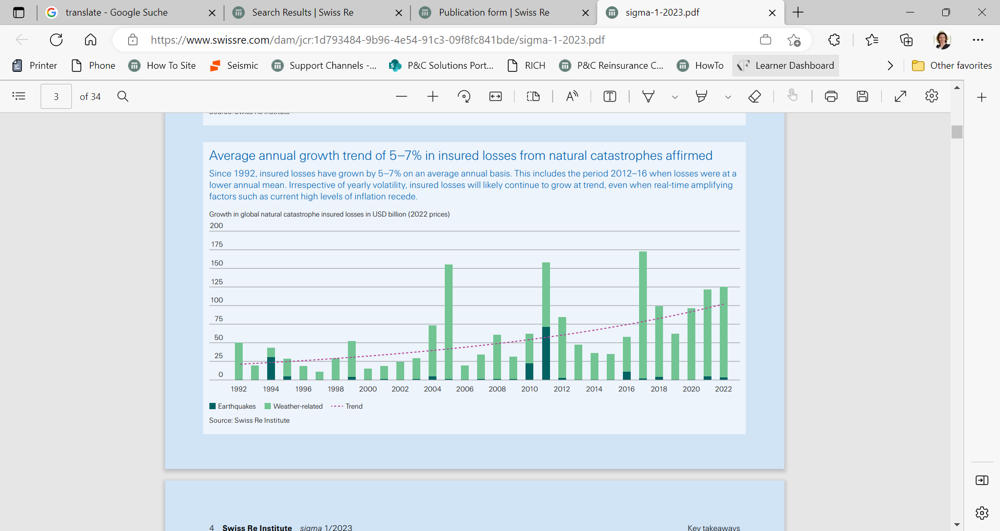 translate - Google Suche
Search Results | Swiss Re
Publication form | Swiss Re
sigma-1-2023.pdf
https://www.swissre.com/dam/jcr:1d793484-9b96-4e54-91c3-09f8fc841bde/sigma-1-2023.pdf
Printer
Phone
How To Site
Seismic
Support Channels -...
P&C Solutions Port...
RICH
P&C Reinsurance C...
HowTo
Learner Dashboard
Other favorites
3 of 34
Source: Swiss Re Institute
Average annual growth trend of 5–7% in insured losses from natural catastrophes affirmed
Since 1992, insured losses have grown by 5–7% on an average annual basis. This includes the period 2012–16 when losses were at a
lower annual mean. Irrespective of yearly volatility, insured losses will likely continue to grow at trend, even when real-time amplifying
factors such as current high levels of inflation recede.
Growth in global natural catastrophe insured losses in USD billion (2022 prices)
200
175
150
125
100
75
50
25
0
1992 1994 1996 1998 2000 2002 2004 2006 2008 2010 2012 2014 2016 2018 2020 2022
Earthquakes Weather-related Trend
Source: Swiss Re Institute
4 Swiss Re Institute sigma 1/2023 Key takeaways